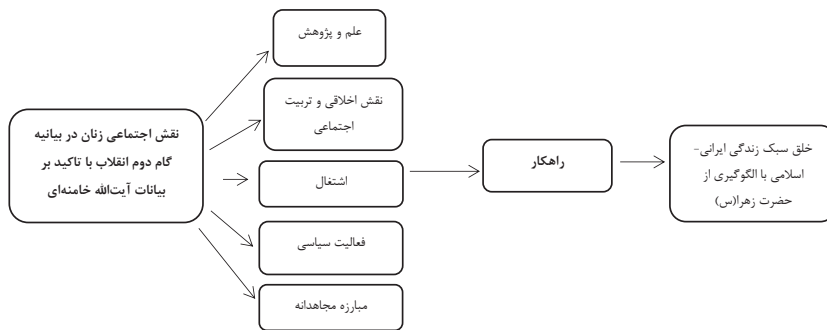 نقش اجتماعی زنان در بیانیه
گام دوم انقلاب با تاکید بر
بیانات آیت‌الله خامنه‌ای
علم و پژوهش
نقش اخلاقی و تربیت
اجتماعی
اشتغال
فعالیت سیاسی
مبارزه مجاهدانه
راهکار
خلق سبک زندگی ایرانی-
اسلامی با الگوگیری از
حضرت زهرا(س)